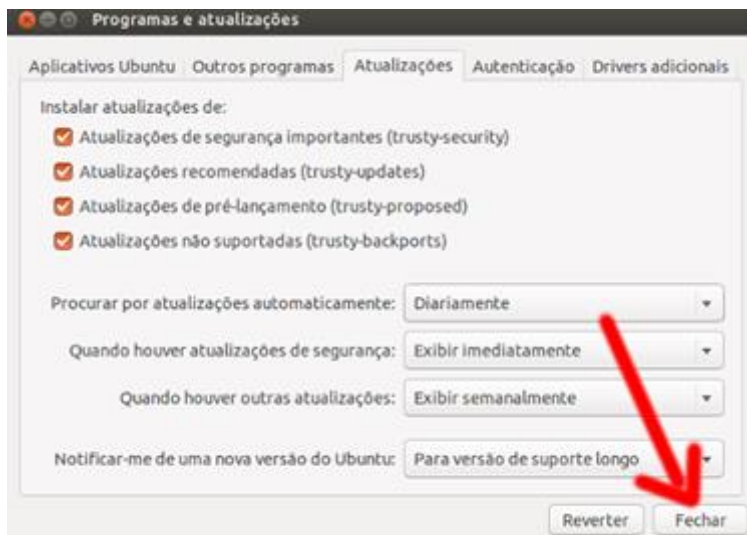 Programas e atualizações
Aplicativos Ubuntu Outros programas Atualizações Autenticação Drivers adicionais
Instalar atualizações de:
Atualizações de segurança importantes (trusty-security)
Atualizações recomendadas (trusty-updates)
Atualizações de pré-lançamento (trusty-proposed)
Atualizações não suportadas (trusty-backports)
Procurar por atualizações automaticamente: Diariamente
Quando houver atualizações de segurança: Exibir imediatamente
Quando houver outras atualizações: Exibir semanalmente
Notificar-me de uma nova versão do Ubuntu: Para versão de suporte longo
Reverter Fechar